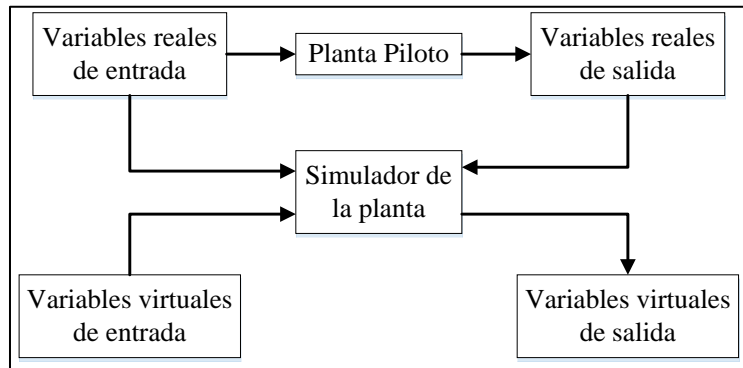 Variables reales
de entrada
Planta Piloto
Variables reales
de salida
Simulador de
la planta
Variables virtuales
de entrada
Variables virtuales
de salida